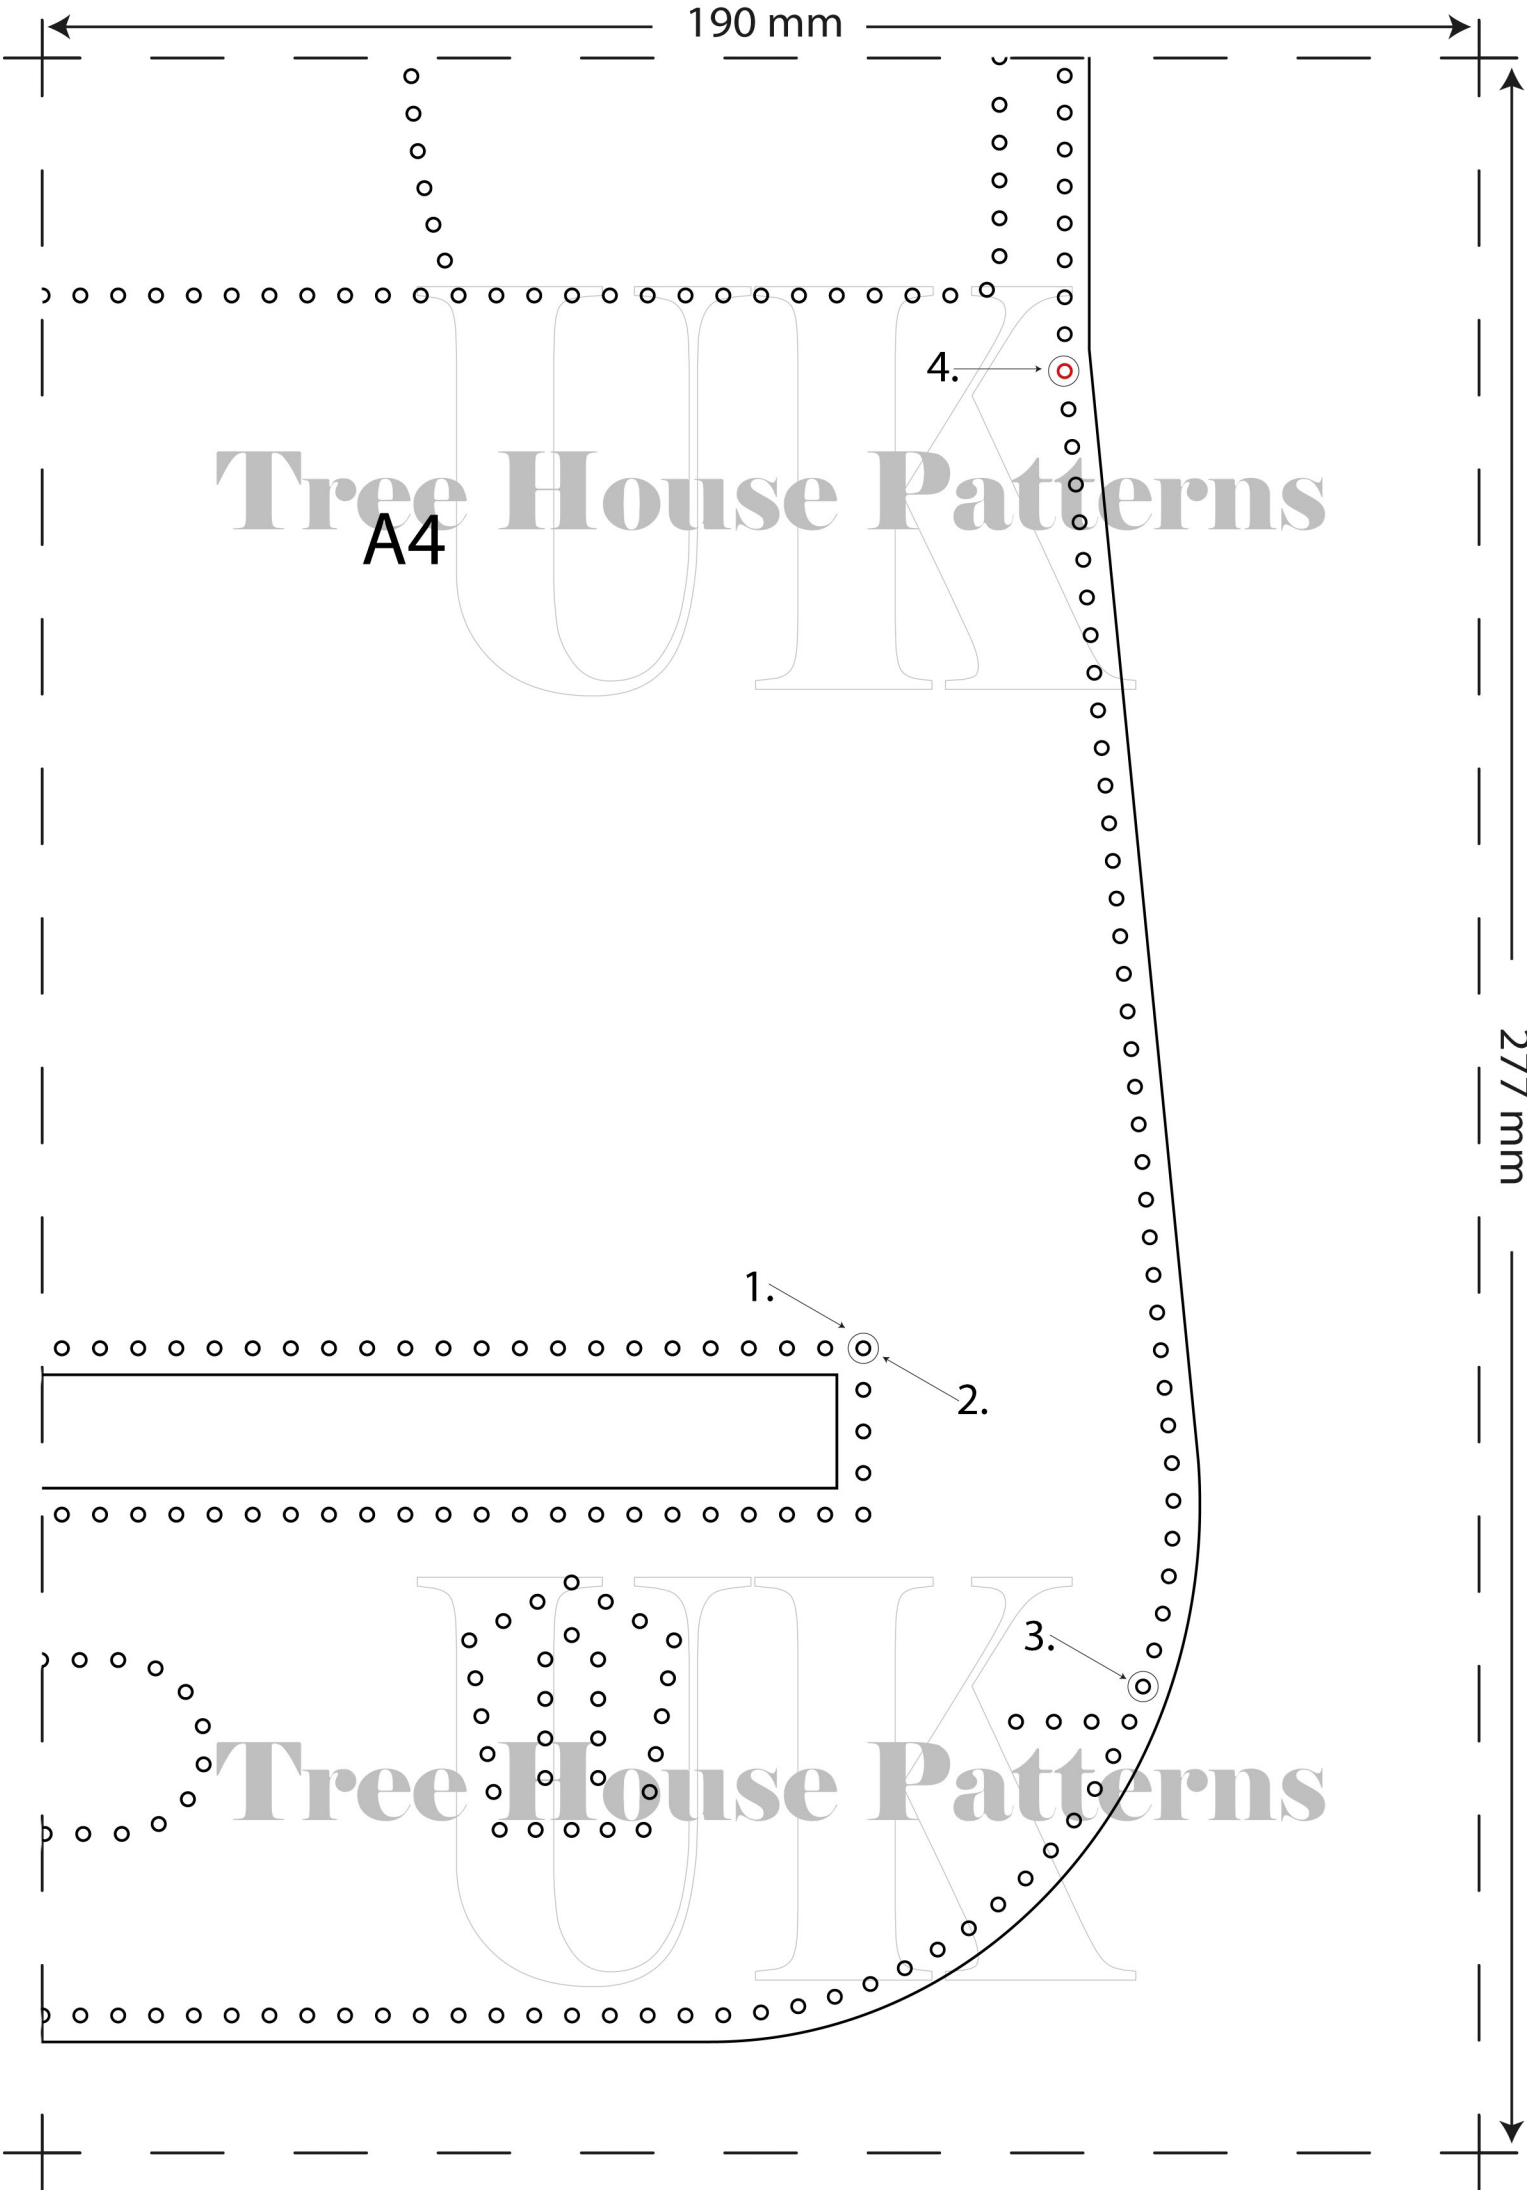 190 mm
4.
UK
Tree House Patterns
A4
277 mm
1.
2.
UK
3.
Tree House Patterns